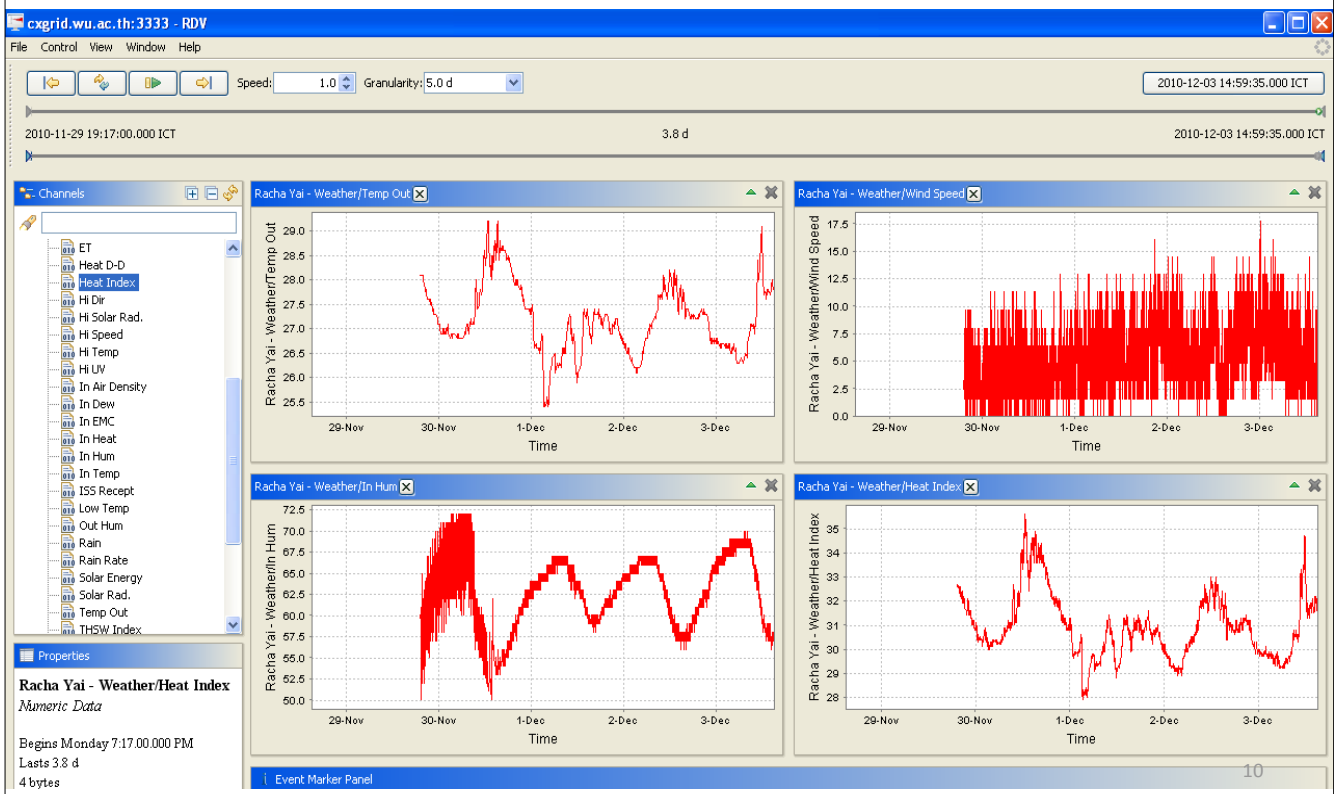 cxgrid.wu.ac.th:3333 - RDV
File Control View Window Help
Speed: 1.0 Granularity: 5.0 d 2010-12-03 14:59:35.000 ICT
2010-11-29 19:17:00.000 ICT 3.8 d 2010-12-03 14:59:35.000 ICT
Channels
ET
Heat D-D
Heat Index
Hi Dir
Hi Solar Rad.
Hi Speed
Hi Temp
Hi UV
In Air Density
In Dew
In EMC
In Heat
In Hum
In Temp
ISS Recept
Low Temp
Out Hum
Rain
Rain Rate
Solar Energy
Solar Rad.
Temp Out
THSW Index
Properties
Racha Yai - Weather/Heat Index
Numeric Data
Begins Monday 7:17.00.000 PM
Lasts 3.8 d
4 bytes
Racha Yai - Weather/Temp Out
Racha Yai - Weather/Temp Out
29.0
28.5
28.0
27.5
27.0
26.5
26.0
25.5
29-Nov 30-Nov 1-Dec 2-Dec 3-Dec
Time
Racha Yai - Weather/Wind Speed
Racha Yai - Weather/Wind Speed
17.5
15.0
12.5
10.0
7.5
5.0
2.5
0.0
29-Nov 30-Nov 1-Dec 2-Dec 3-Dec
Time
Racha Yai - Weather/In Hum
Racha Yai - Weather/In Hum
72.5
70.0
67.5
65.0
62.5
60.0
57.5
55.0
52.5
50.0
29-Nov 30-Nov 1-Dec 2-Dec 3-Dec
Time
Racha Yai - Weather/Heat Index
Racha Yai - Weather/Heat Index
35
34
33
32
31
30
29
28
29-Nov 30-Nov 1-Dec 2-Dec 3-Dec
Time
Event Marker Panel
10